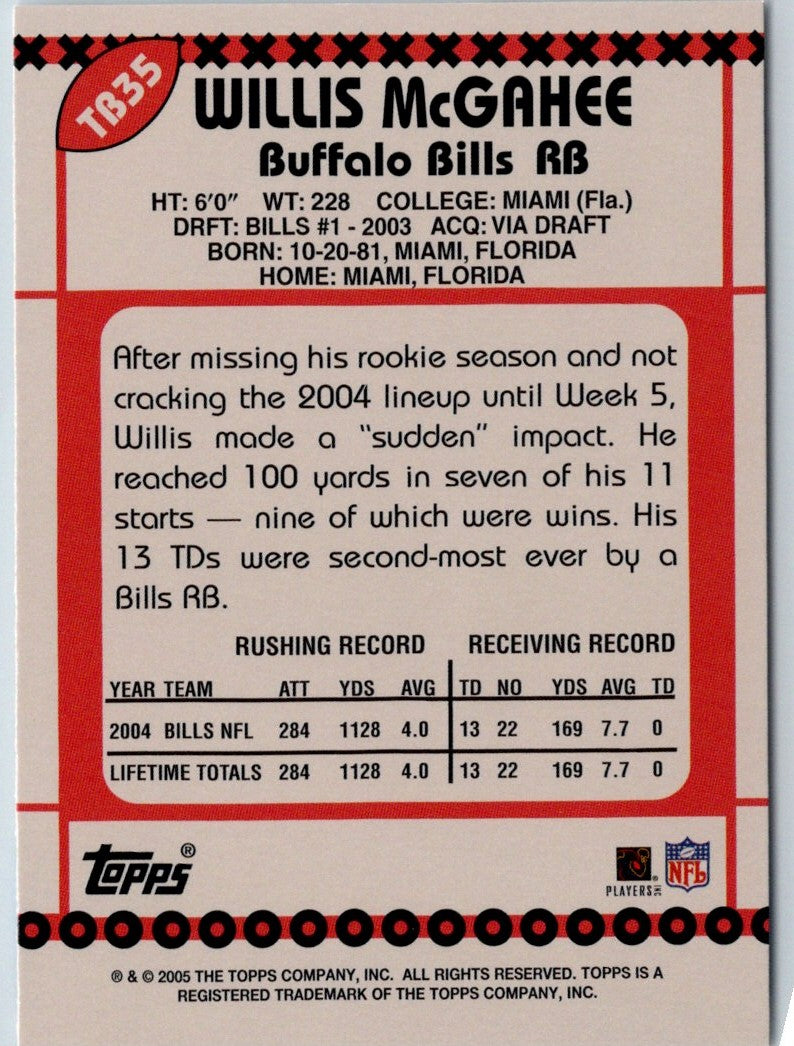 TB35
WILLIS McGAHEE
Buffalo Bills RB
HT: 6'0" WT: 228 COLLEGE: MIAMI (Fla.)
DRFT: BILLS #1 - 2003 ACQ: VIA DRAFT
BORN: 10-20-81, MIAMI, FLORIDA
HOME: MIAMI, FLORIDA
After missing his rookie season and not
cracking the 2004 lineup until Week 5,
Willis made a "sudden" impact. He
reached 100 yards in seven of his 11
starts — nine of which were wins. His
13 TDs were second-most ever by a
Bills RB.
RUSHING RECORD RECEIVING RECORD
YEAR TEAM ATT YDS AVG TD NO YDS AVG TD
2004 BILLS NFL 284 1128 4.0 13 22 169 7.7 0
LIFETIME TOTALS 284 1128 4.0 13 22 169 7.7 0
topps®
PLAYERS INC ®
NFL
® & © 2005 THE TOPPS COMPANY, INC. ALL RIGHTS RESERVED. TOPPS IS A
REGISTERED TRADEMARK OF THE TOPPS COMPANY, INC.